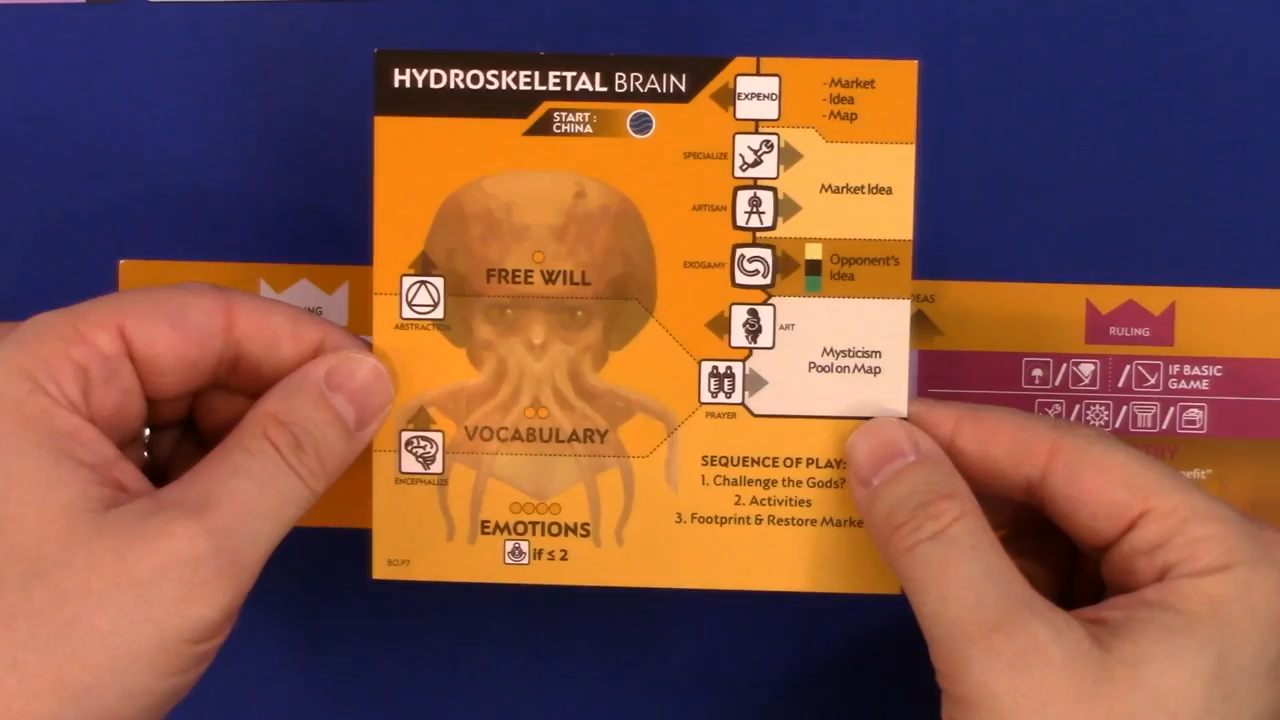 HYDROSKELETAL BRAIN
START :
CHINA
EXPEND
- Market
- Idea
- Map
SPECIALIZE
Market Idea
ARTISAN
EXOGAMY
Opponent's
Idea
FREE WILL
ABSTRACTION
ART
Mysticism
Pool on Map
PRAYER
VOCABULARY
ENCEPHALIZE
EMOTIONS
if ≤ 2
SEQUENCE OF PLAY:
1. Challenge the Gods?
2. Activities
3. Footprint & Restore Marke
BO.P7
DEAS
RULING
/ / IF BASIC
GAME
/ / /